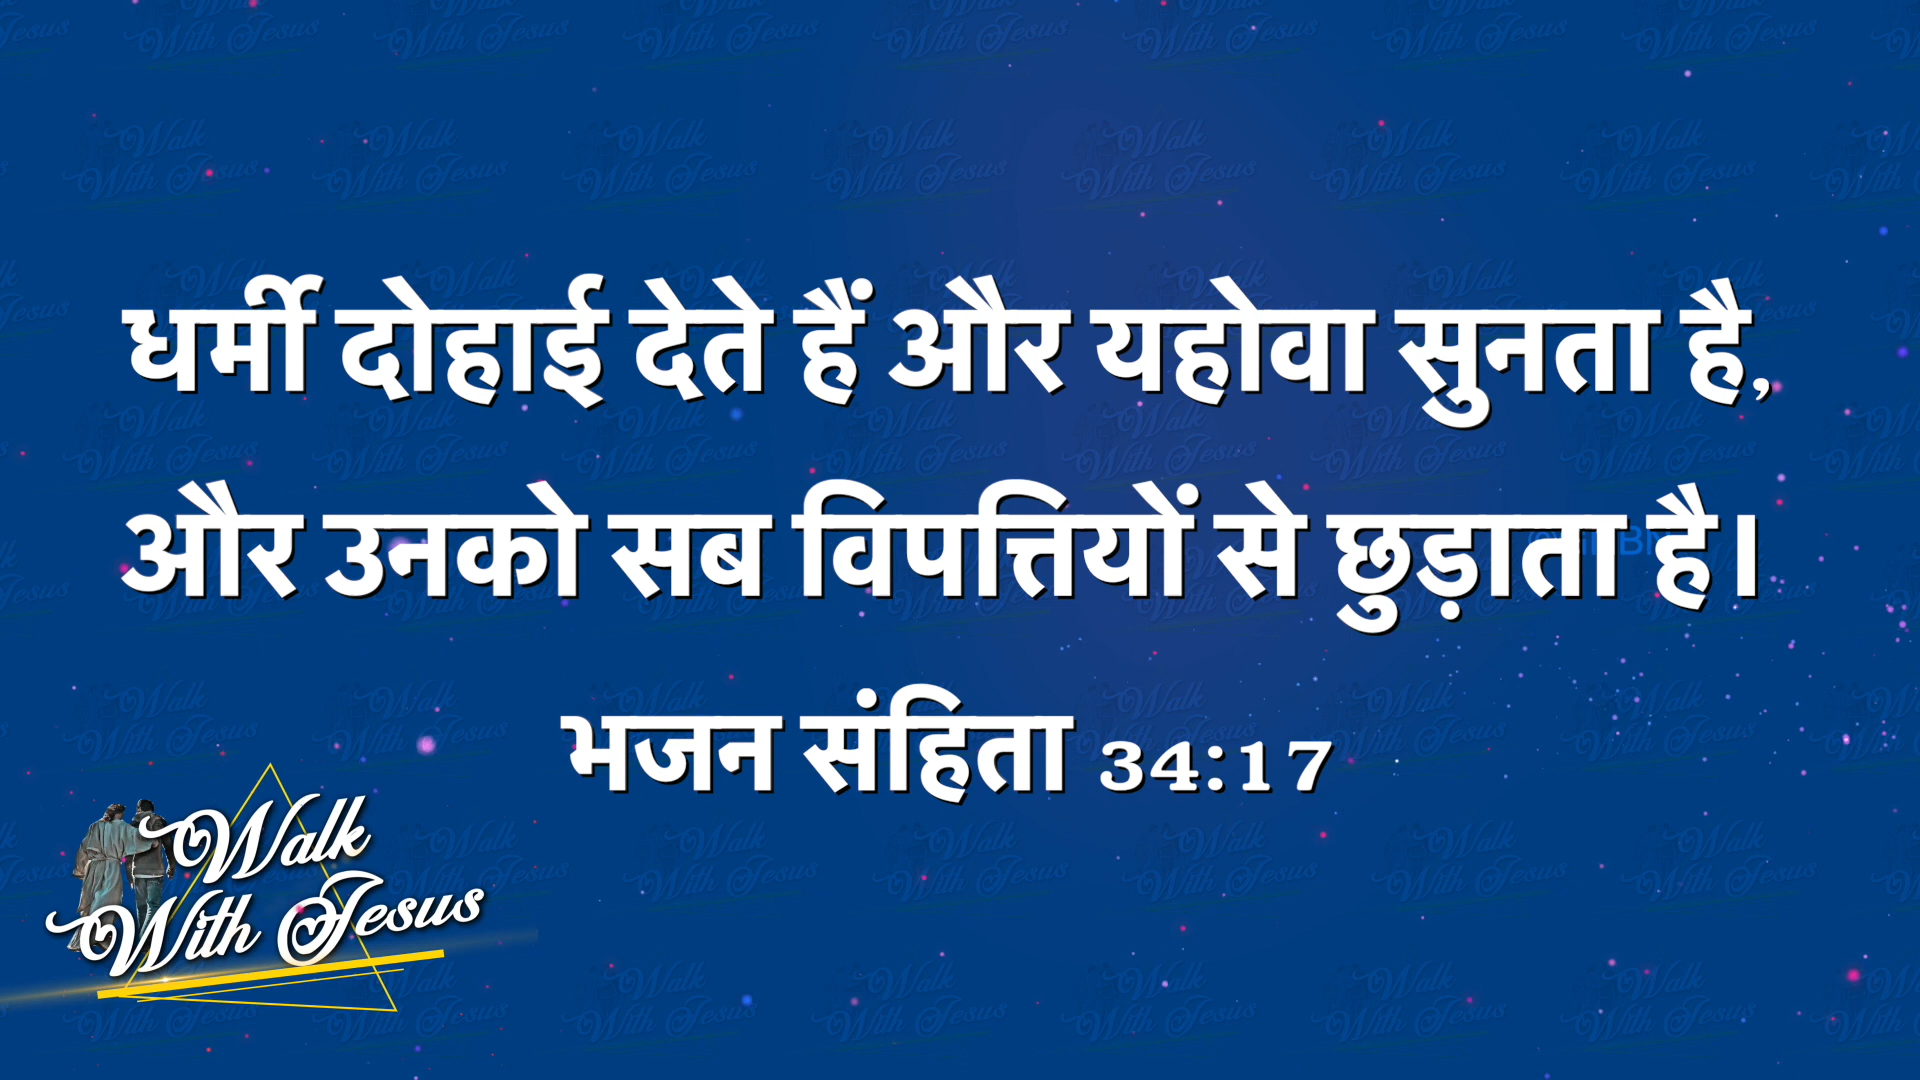 धर्मी दोहाई देते हैं और यहोवा सुनता है,
और उनको सब विपत्तियों से छुड़ाता है।
भजन संहिता 34:17
Walk
With Jesus